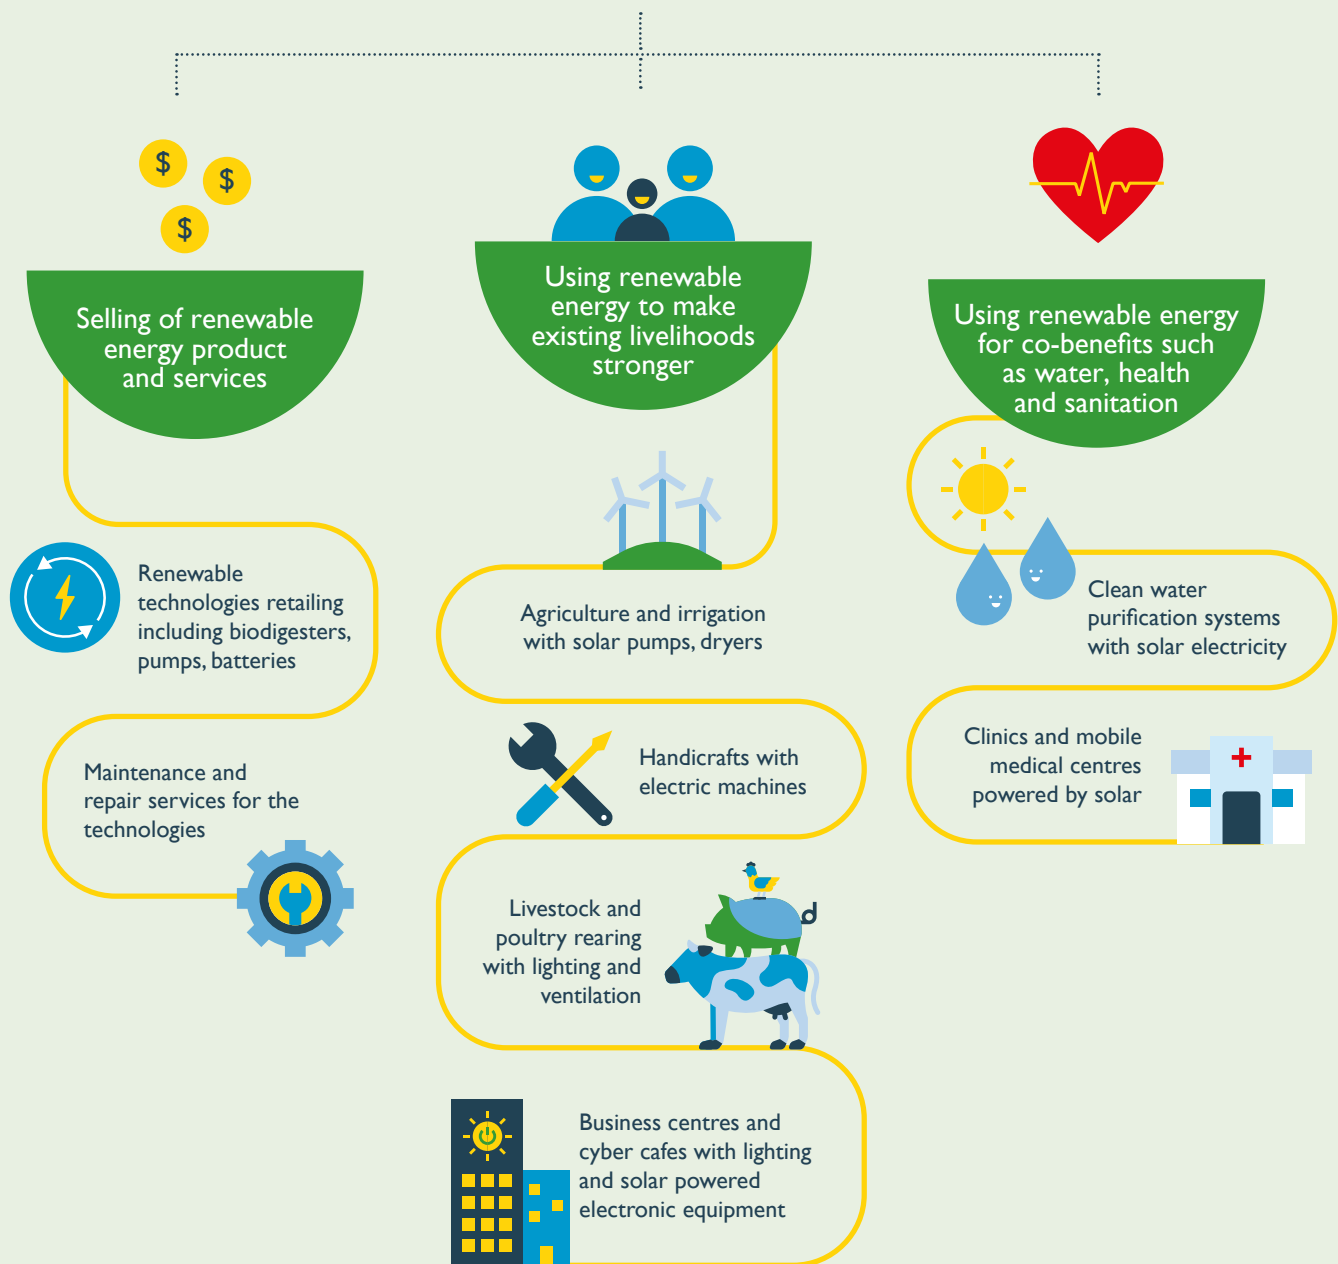 $
$
$
Selling of renewable
energy product
and services
Renewable
technologies retailing
including biodigesters,
pumps, batteries
Maintenance and
repair services for the
technologies
Using renewable
energy to make
existing livelihoods
stronger
Agriculture and irrigation
with solar pumps, dryers
Handicrafts with
electric machines
Livestock and
poultry rearing
with lighting and
ventilation
Business centres and
cyber cafes with lighting
and solar powered
electronic equipment
Using renewable energy
for co-benefits such
as water, health
and sanitation
Clean water
purification systems
with solar electricity
Clinics and mobile
medical centres
powered by solar